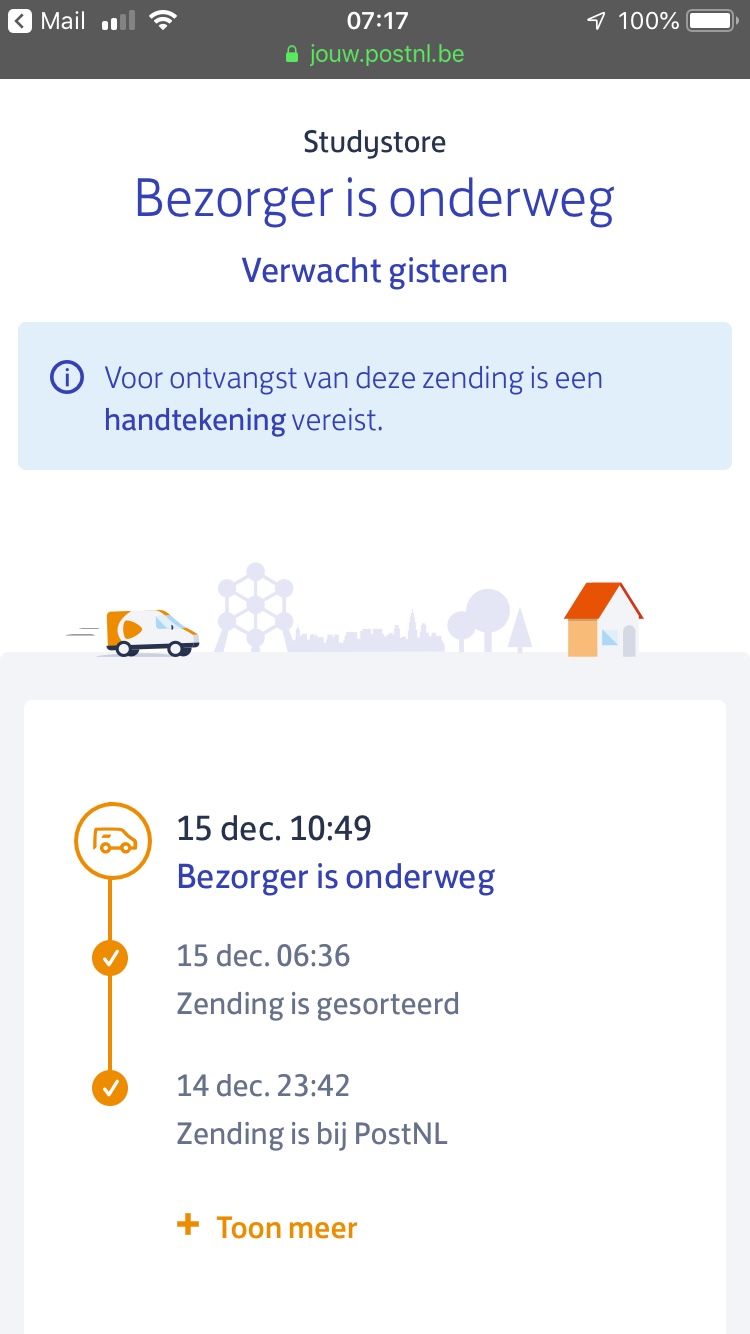 Mail
07:17
100%
jouw.postnl.be
Studystore
Bezorger is onderweg
Verwacht gisteren
Voor ontvangst van deze zending is een
handtekening vereist.
15 dec. 10:49
Bezorger is onderweg
15 dec. 06:36
Zending is gesorteerd
14 dec. 23:42
Zending is bij PostNL
+ Toon meer